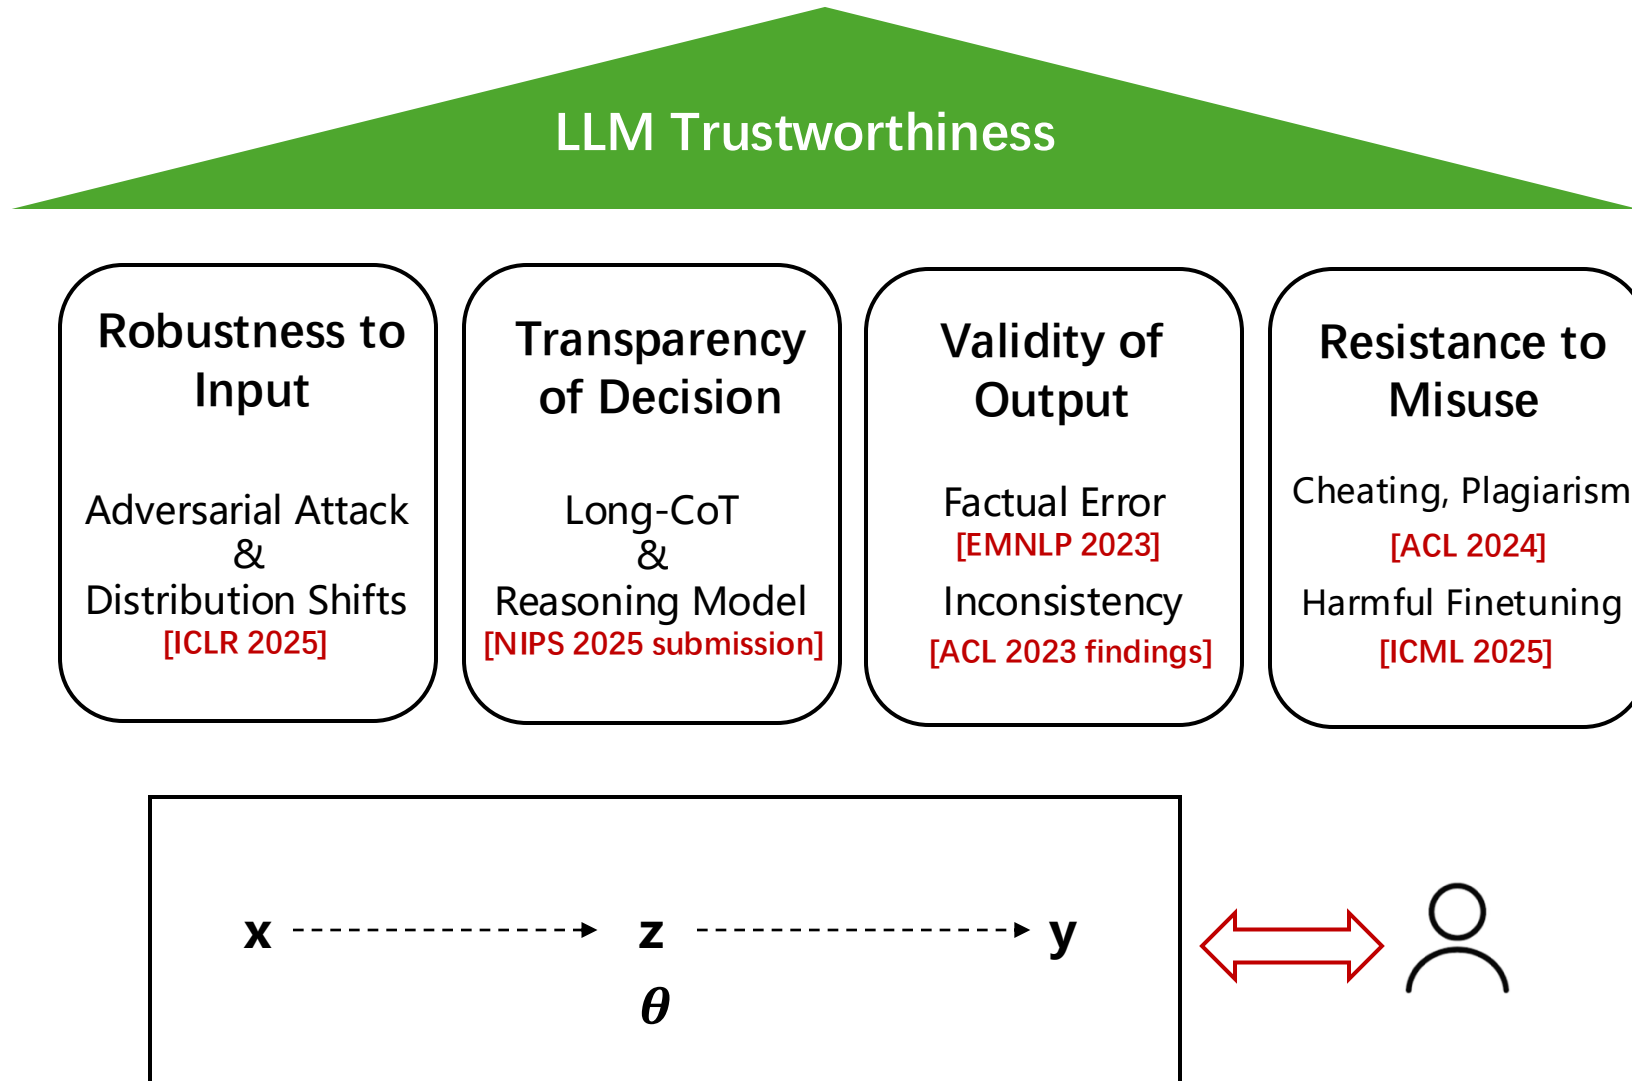 LLM Trustworthiness
Robustness to
Input
Adversarial Attack
&
Distribution Shifts
[ICLR 2025]
Transparency
of Decision
Long-CoT
&
Reasoning Model
[NIPS 2025 submission]
Validity of
Output
Factual Error
[EMNLP 2023]
Inconsistency
[ACL 2023 findings]
Resistance to
Misuse
Cheating, Plagiarism
[ACL 2024]
Harmful Finetuning
[ICML 2025]
x z y
θ